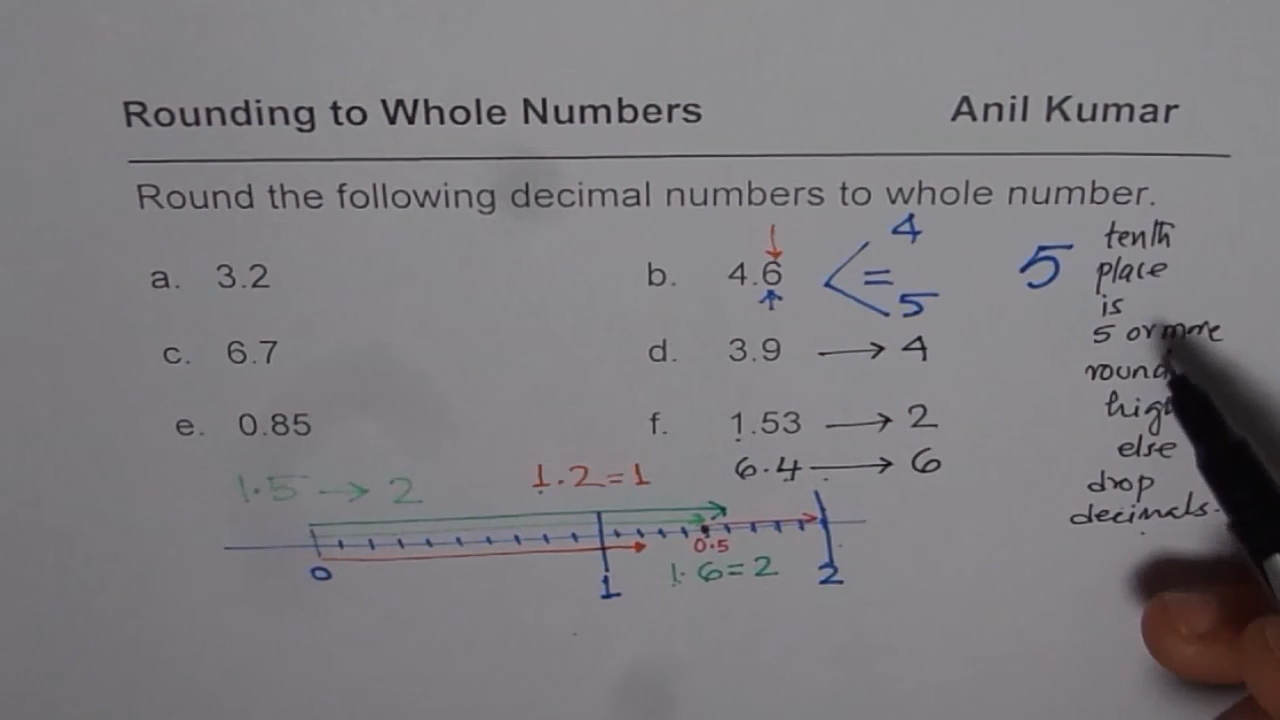 Rounding to Whole Numbers Anil Kumar
Round the following decimal numbers to whole number.
a. 3.2
b. 4.6 < = 4 5
5
c. 6.7
d. 3.9 → 4
e. 0.85
f. 1.53 → 2
6.4 → 6
1.5 → 2
1.2=1
0.5
1.6=2
0
1
2
tenth
place
is
5 or more
round
else
drop
decimals.